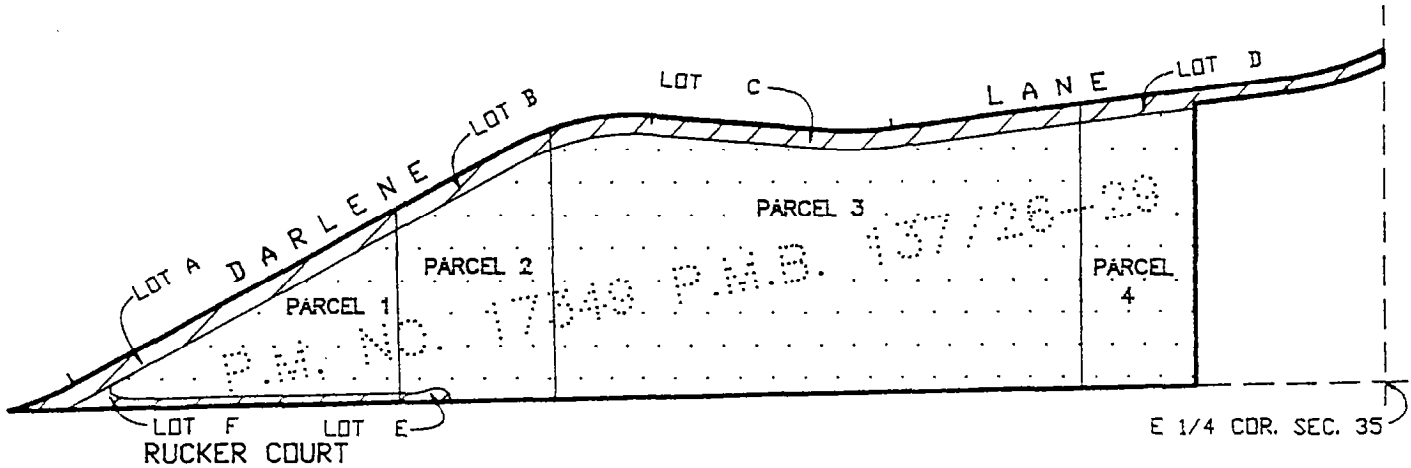 LOT C
LOT D
LANE
LOT B
DARLENE
LOT A
PARCEL 3
PARCEL 2
PARCEL 4
PARCEL 1
P.M. NO. 17349 P.M.B. 137/26-29
LOT F
LOT E
RUCKER COURT
E 1/4 COR. SEC. 35